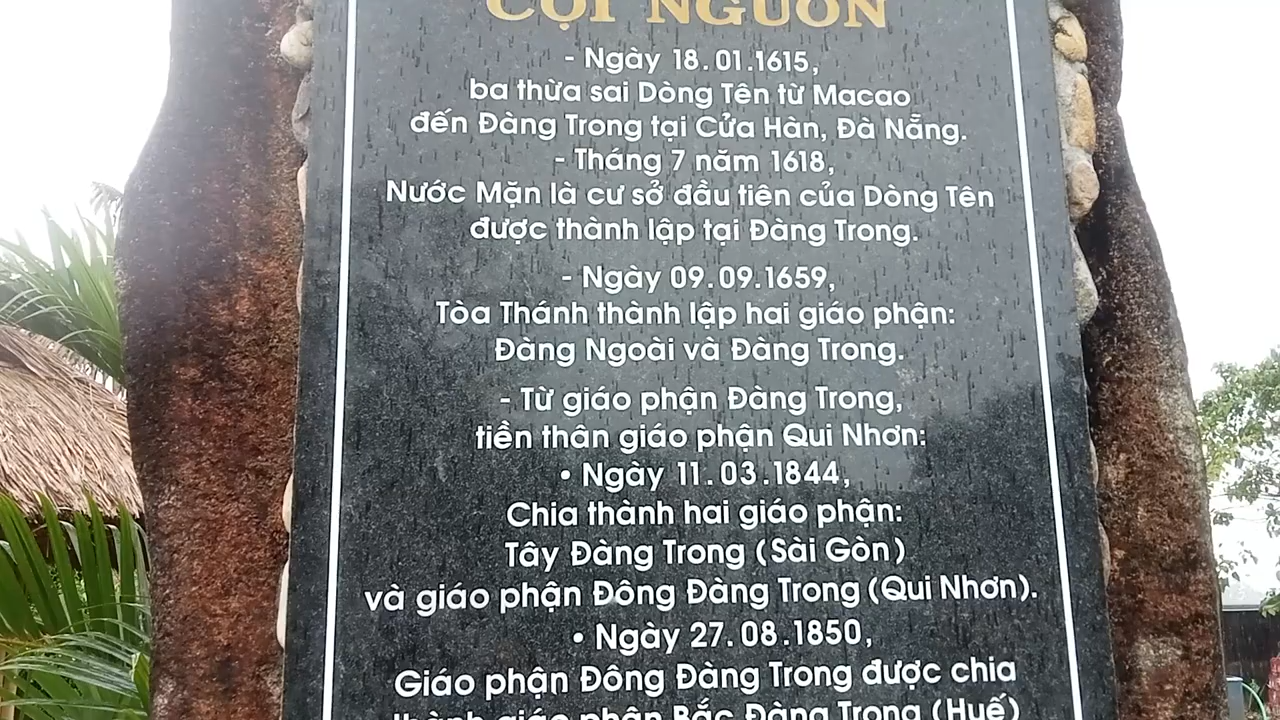 CỘI NGUỒN
- Ngày 18.01.1615,
ba thừa sai Dòng Tên từ Macao
đến Đàng Trong tại Cửa Hàn, Đà Nẵng.
- Tháng 7 năm 1618,
Nước Mặn là cư sở đầu tiên của Dòng Tên
được thành lập tại Đàng Trong.
- Ngày 09.09.1659,
Tòa Thánh thành lập hai giáo phận:
Đàng Ngoài và Đàng Trong.
- Từ giáo phận Đàng Trong,
tiền thân giáo phận Qui Nhơn:
• Ngày 11.03.1844,
Chia thành hai giáo phận:
Tây Đàng Trong (Sài Gòn)
và giáo phận Đông Đàng Trong (Qui Nhơn).
• Ngày 27.08.1850,
Giáo phận Đông Đàng Trong được chia
thành giáo phận Bắc Đàng Trong (Huế)